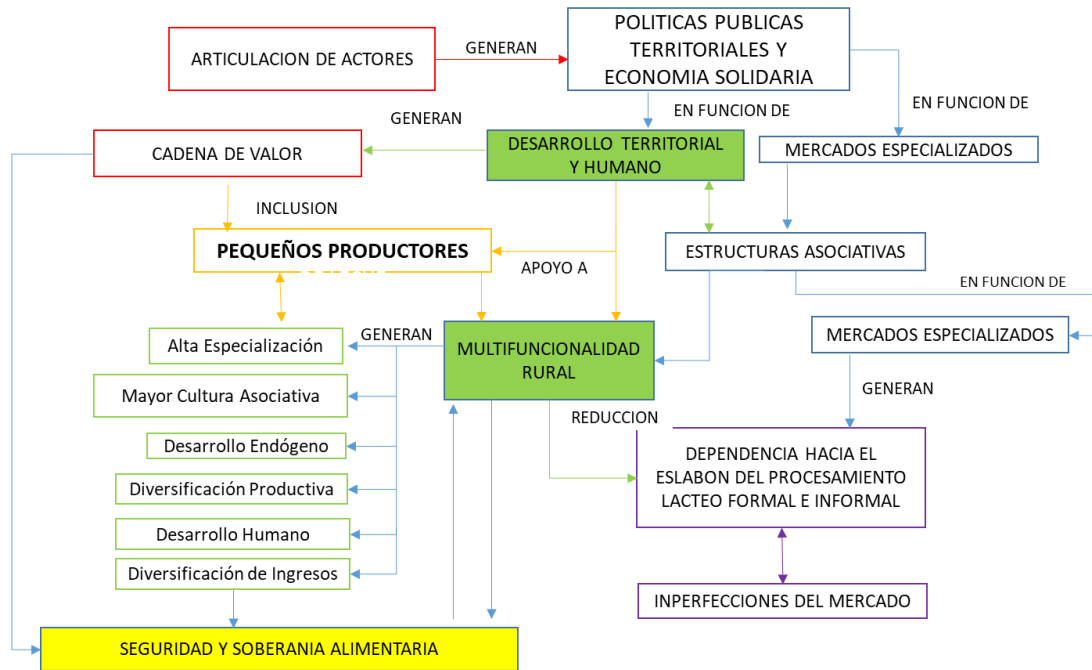 POLITICAS PUBLICAS
TERRITORIALES Y
ECONOMIA SOLIDARIA
ARTICULACION DE ACTORES
GENERAN
EN FUNCION DE
EN FUNCION DE
GENERAN
CADENA DE VALOR
DESARROLLO TERRITORIAL
Y HUMANO
MERCADOS ESPECIALIZADOS
INCLUSION
PEQUEÑOS PRODUCTORES
APOYO A
ESTRUCTURAS ASOCIATIVAS
EN FUNCION DE
GENERAN
MULTIFUNCIONALIDAD
RURAL
MERCADOS ESPECIALIZADOS
Alta Especialización
GENERAN
Mayor Cultura Asociativa
REDUCCION
Desarrollo Endógeno
DEPENDENCIA HACIA EL
ESLABON DEL PROCESAMIENTO
LACTEO FORMAL E INFORMAL
Diversificación Productiva
Desarrollo Humano
Diversificación de Ingresos
INPERFECCIONES DEL MERCADO
SEGURIDAD Y SOBERANIA ALIMENTARIA